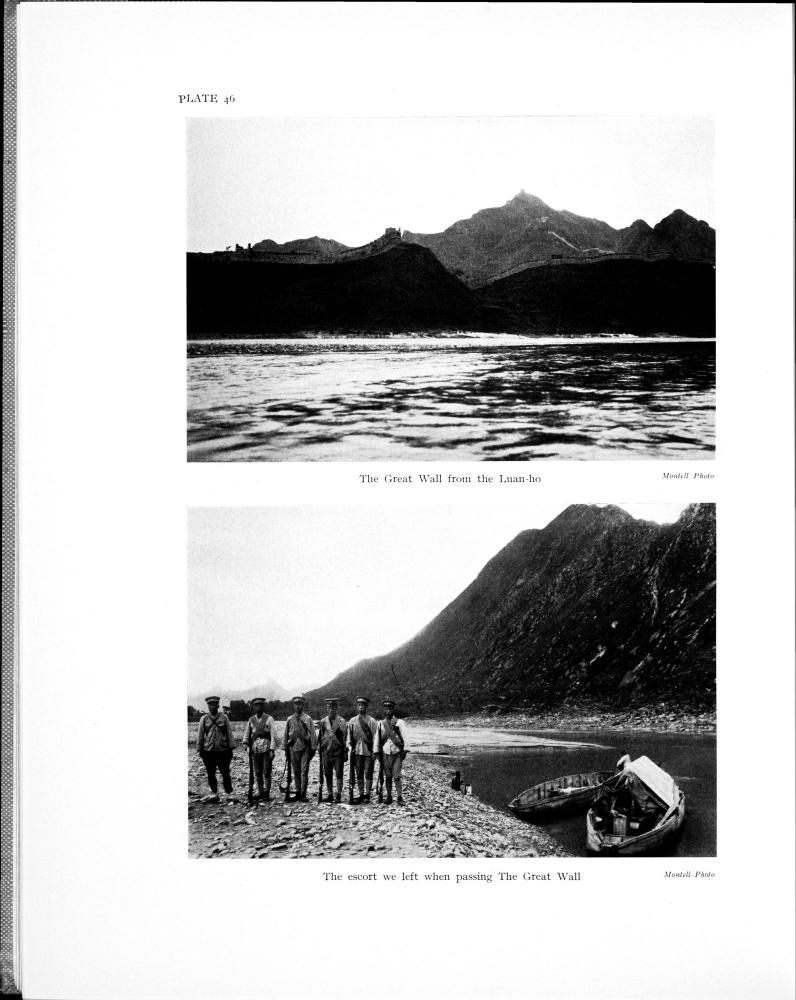 PLATE 46
The Great Wall from the Luan-ho
Montell Photo
The escort we left when passing The Great Wall
Montell Photo